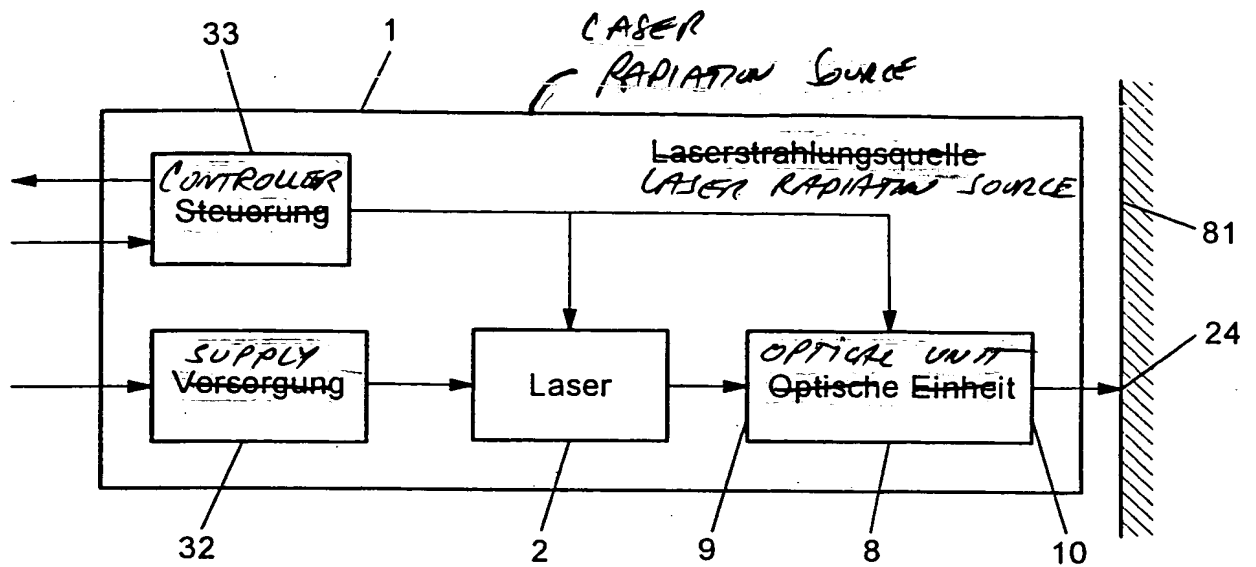 33
1
LASER
RADIATION SOURCE
Laserstrahlungsquelle
LASER RADIATION SOURCE
CONTROLLER
Steuerung
81
SUPPLY
Versorgung
Laser
OPTICAL UNIT
Optische Einheit
24
32
2
9
8
10